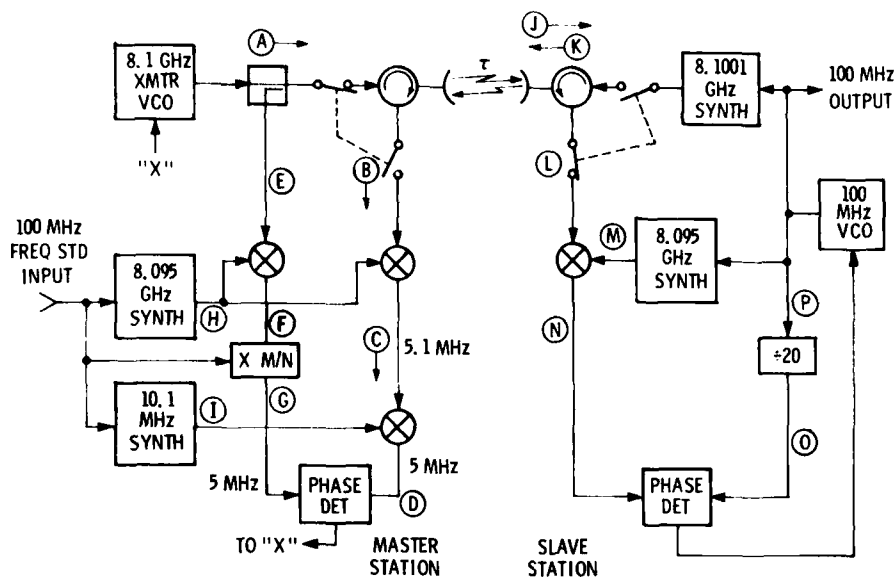 A
J
K
8.1 GHz
XMTR
VCO
τ
8.1001
GHz
SYNTH
100 MHz
OUTPUT
"X"
E
B
L
100 MHz
FREQ STD
INPUT
8.095
GHz
SYNTH
H
M
8.095
GHz
SYNTH
100
MHz
VCO
F
C
5.1 MHz
N
P
X M/N
÷20
G
10.1
MHz
SYNTH
I
O
5 MHz
5 MHz
PHASE
DET
D
PHASE
DET
TO "X"
MASTER
STATION
SLAVE
STATION